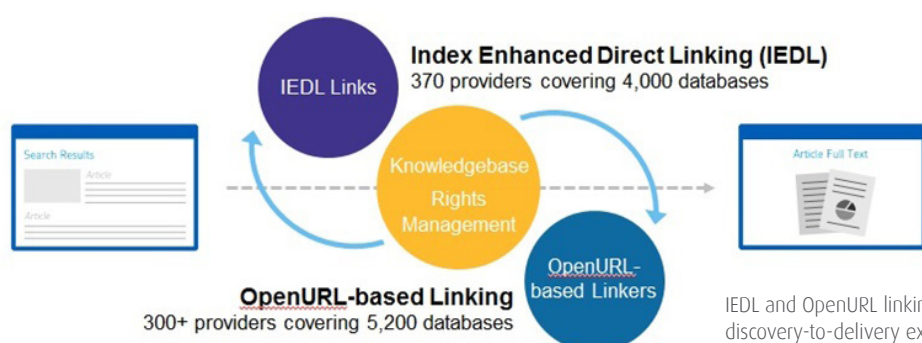 Index Enhanced Direct Linking (IEDL)
370 providers covering 4,000 databases
IEDL Links
Search Results
Article
Article
Knowledgebase
Rights
Management
Article Full Text
OpenURL-
based Linkers
OpenURL-based Linking
300+ providers covering 5,200 databases
IEDL and OpenURL linkin
discovery-to-delivery ex